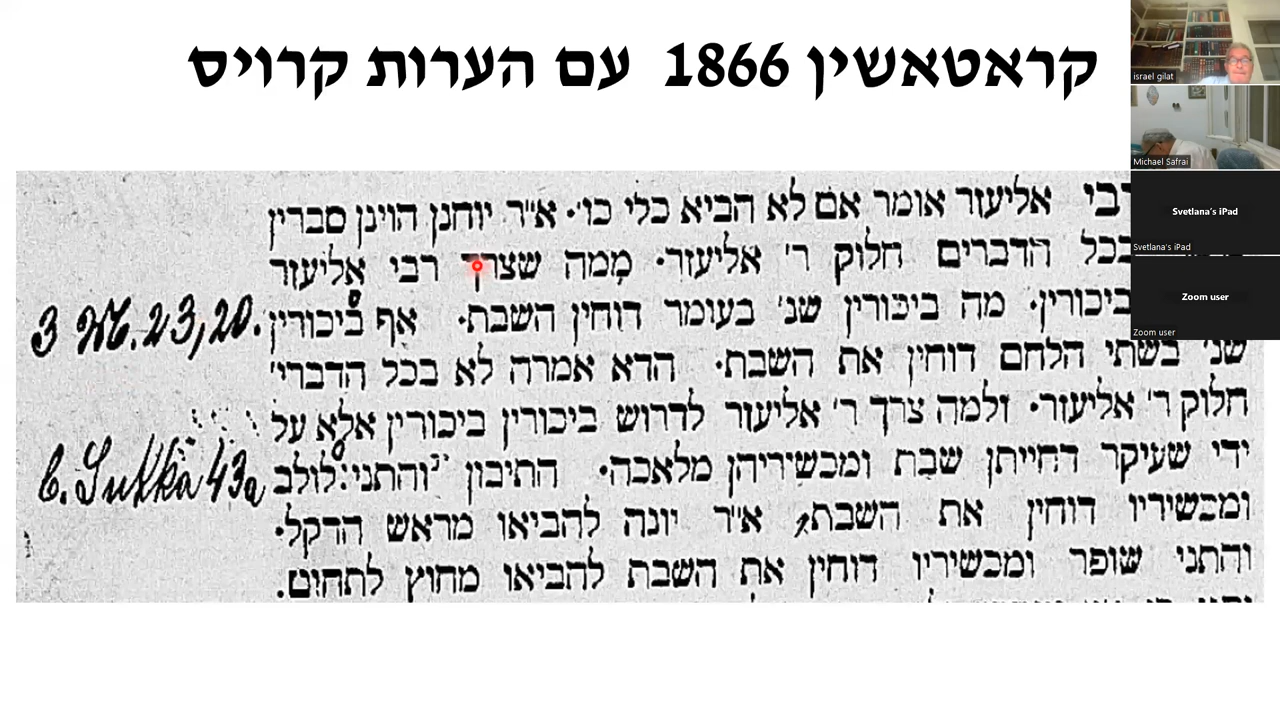 קראטאשין 1866 עם הערות קרויס
israel gilat
Michael Safrai
Svetlana's iPad
Svetlana's iPad
Zoom user
Zoom user
רבי אליעזר אומר אם לא הביא כלי כו'. א"ר יוחנן הוינן סברין
בכל הדברים חלוק ר' אליעזר. ממה שצרך רבי אליעזר
ביכורין. מה ביכורין שנ' בעומר דוחין השבת. אף ביכורין
3 M. 23,20.
שנ' בשתי הלחם דוחין את השבת. הדא אמרה לא בכל הדברי'
חלוק ר' אליעזר. ולמה צרך ר' אליעזר לדרוש ביכורין ביכורין אלא על
ידי שעיקר דחייתן שבת ומכשיריהן מלאכה. התיבון והתני לולב
b. Sukka 43a
ומכשיריו דוחין את השבת. א"ר יונה להביאו מראש הדקל.
והתני שופר ומכשיריו דוחין את השבת להביאו מחוץ לתחום.